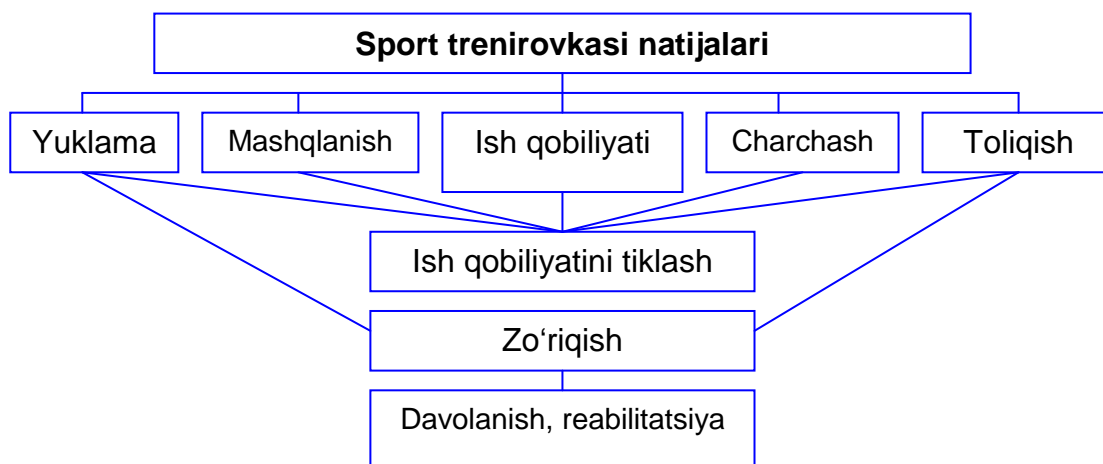 Sport trenirovkasi natijalari
Yuklama
Mashqlanish
Ish qobiliyati
Charchash
Toliqish
Ish qobiliyatini tiklash
Zo‘riqish
Davolanish, reabilitatsiya